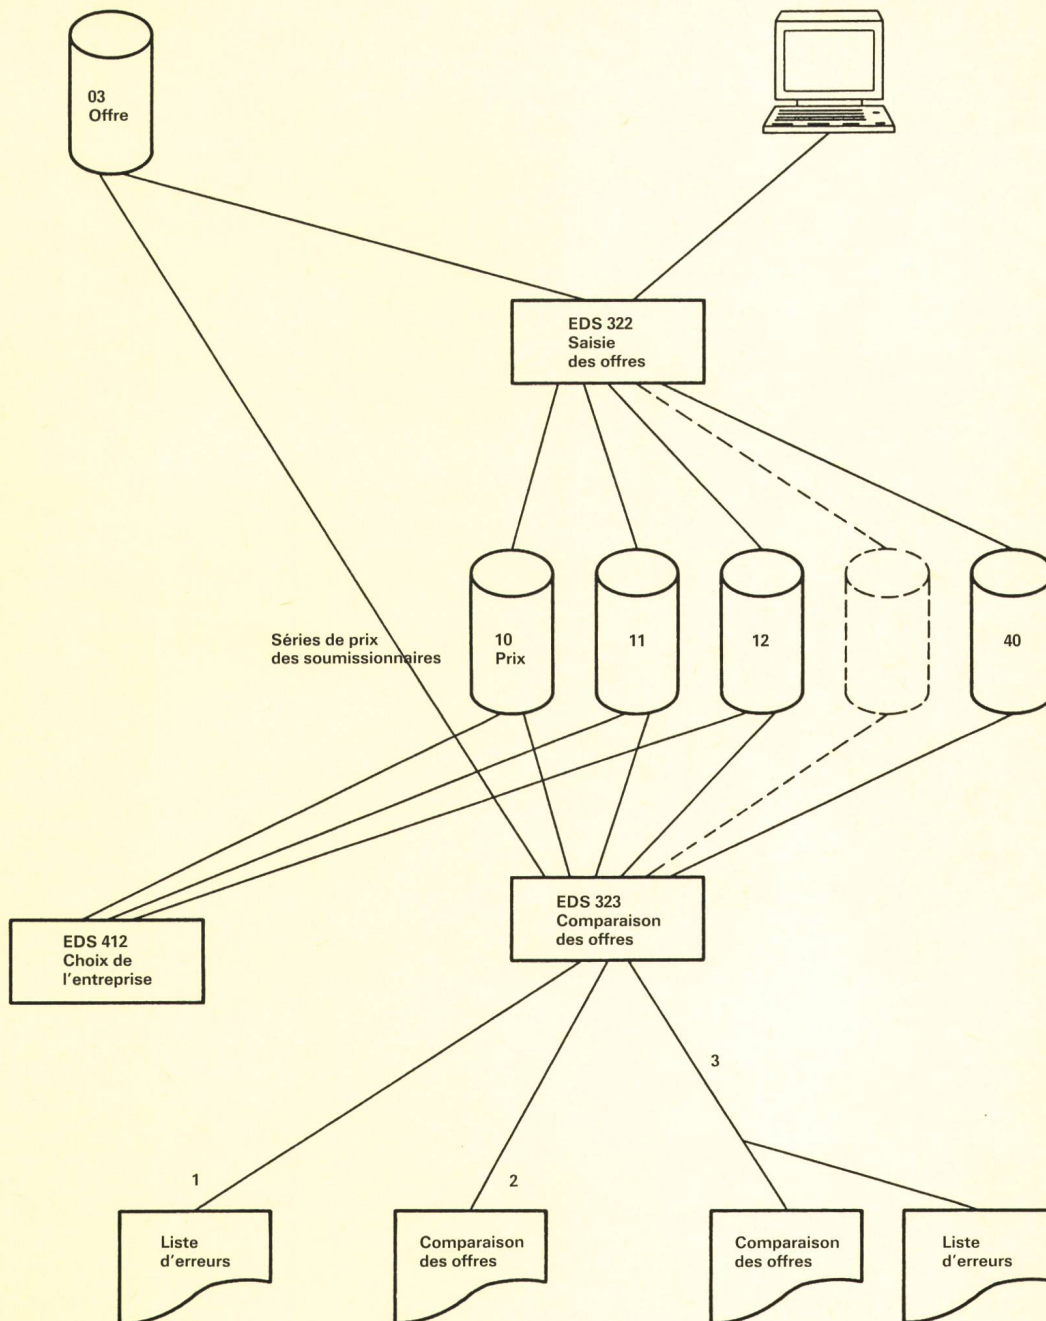 03
Offre
EDS 322
Saisie
des offres
Séries de prix
des soumissionnaires
10
Prix
11
12
40
EDS 412
Choix de
l'entreprise
EDS 323
Comparaison
des offres
1
2
3
Liste
d'erreurs
Comparaison
des offres
Comparaison
des offres
Liste
d'erreurs